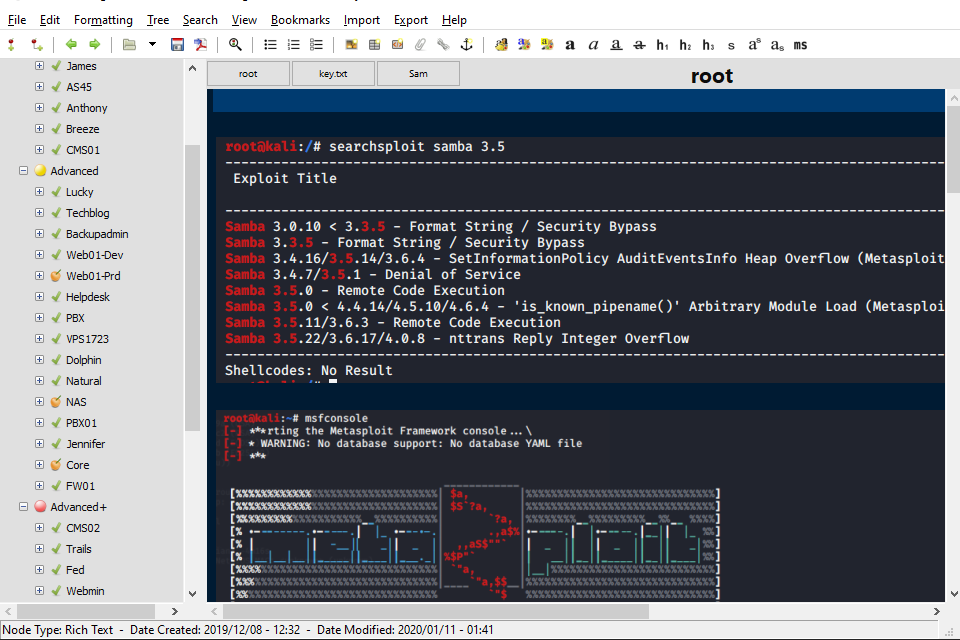 File Edit Formatting Tree Search View Bookmarks Import Export Help
a a a a h1 h2 h3 s as as ms
James
AS45
Anthony
Breeze
CMS01
Advanced
Lucky
Techblog
Backupadmin
Web01-Dev
Web01-Prd
Helpdesk
PBX
VPS1723
Dolphin
Natural
NAS
PBX01
Jennifer
Core
FW01
Advanced+
CMS02
Trails
Fed
Webmin
root key.txt Sam root
root@kali:/# searchsploit samba 3.5
Exploit Title
Samba 3.0.10 < 3.3.5 - Format String / Security Bypass
Samba 3.3.5 - Format String / Security Bypass
Samba 3.4.16/3.5.14/3.6.4 - SetInformationPolicy AuditEventsInfo Heap Overflow (Metasploit
Samba 3.4.7/3.5.1 - Denial of Service
Samba 3.5.0 - Remote Code Execution
Samba 3.5.0 < 4.4.14/4.5.10/4.6.4 - 'is_known_pipename()' Arbitrary Module Load (Metasploi
Samba 3.5.11/3.6.3 - Remote Code Execution
Samba 3.5.22/3.6.17/4.0.8 - nttrans Reply Integer Overflow
Shellcodes: No Result
root@kali:~# msfconsole
[-] ***rting the Metasploit Framework console...\
[-] * WARNING: No database support: No database YAML file
[-] ***
Node Type: Rich Text - Date Created: 2019/12/08 - 12:32 - Date Modified: 2020/01/11 - 01:41